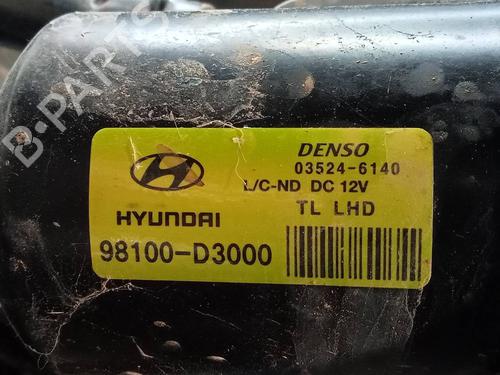 B-PARTS
DENSO
03524-6140
L/C-ND DC 12V
HYUNDAI
TL LHD
98100-D3000